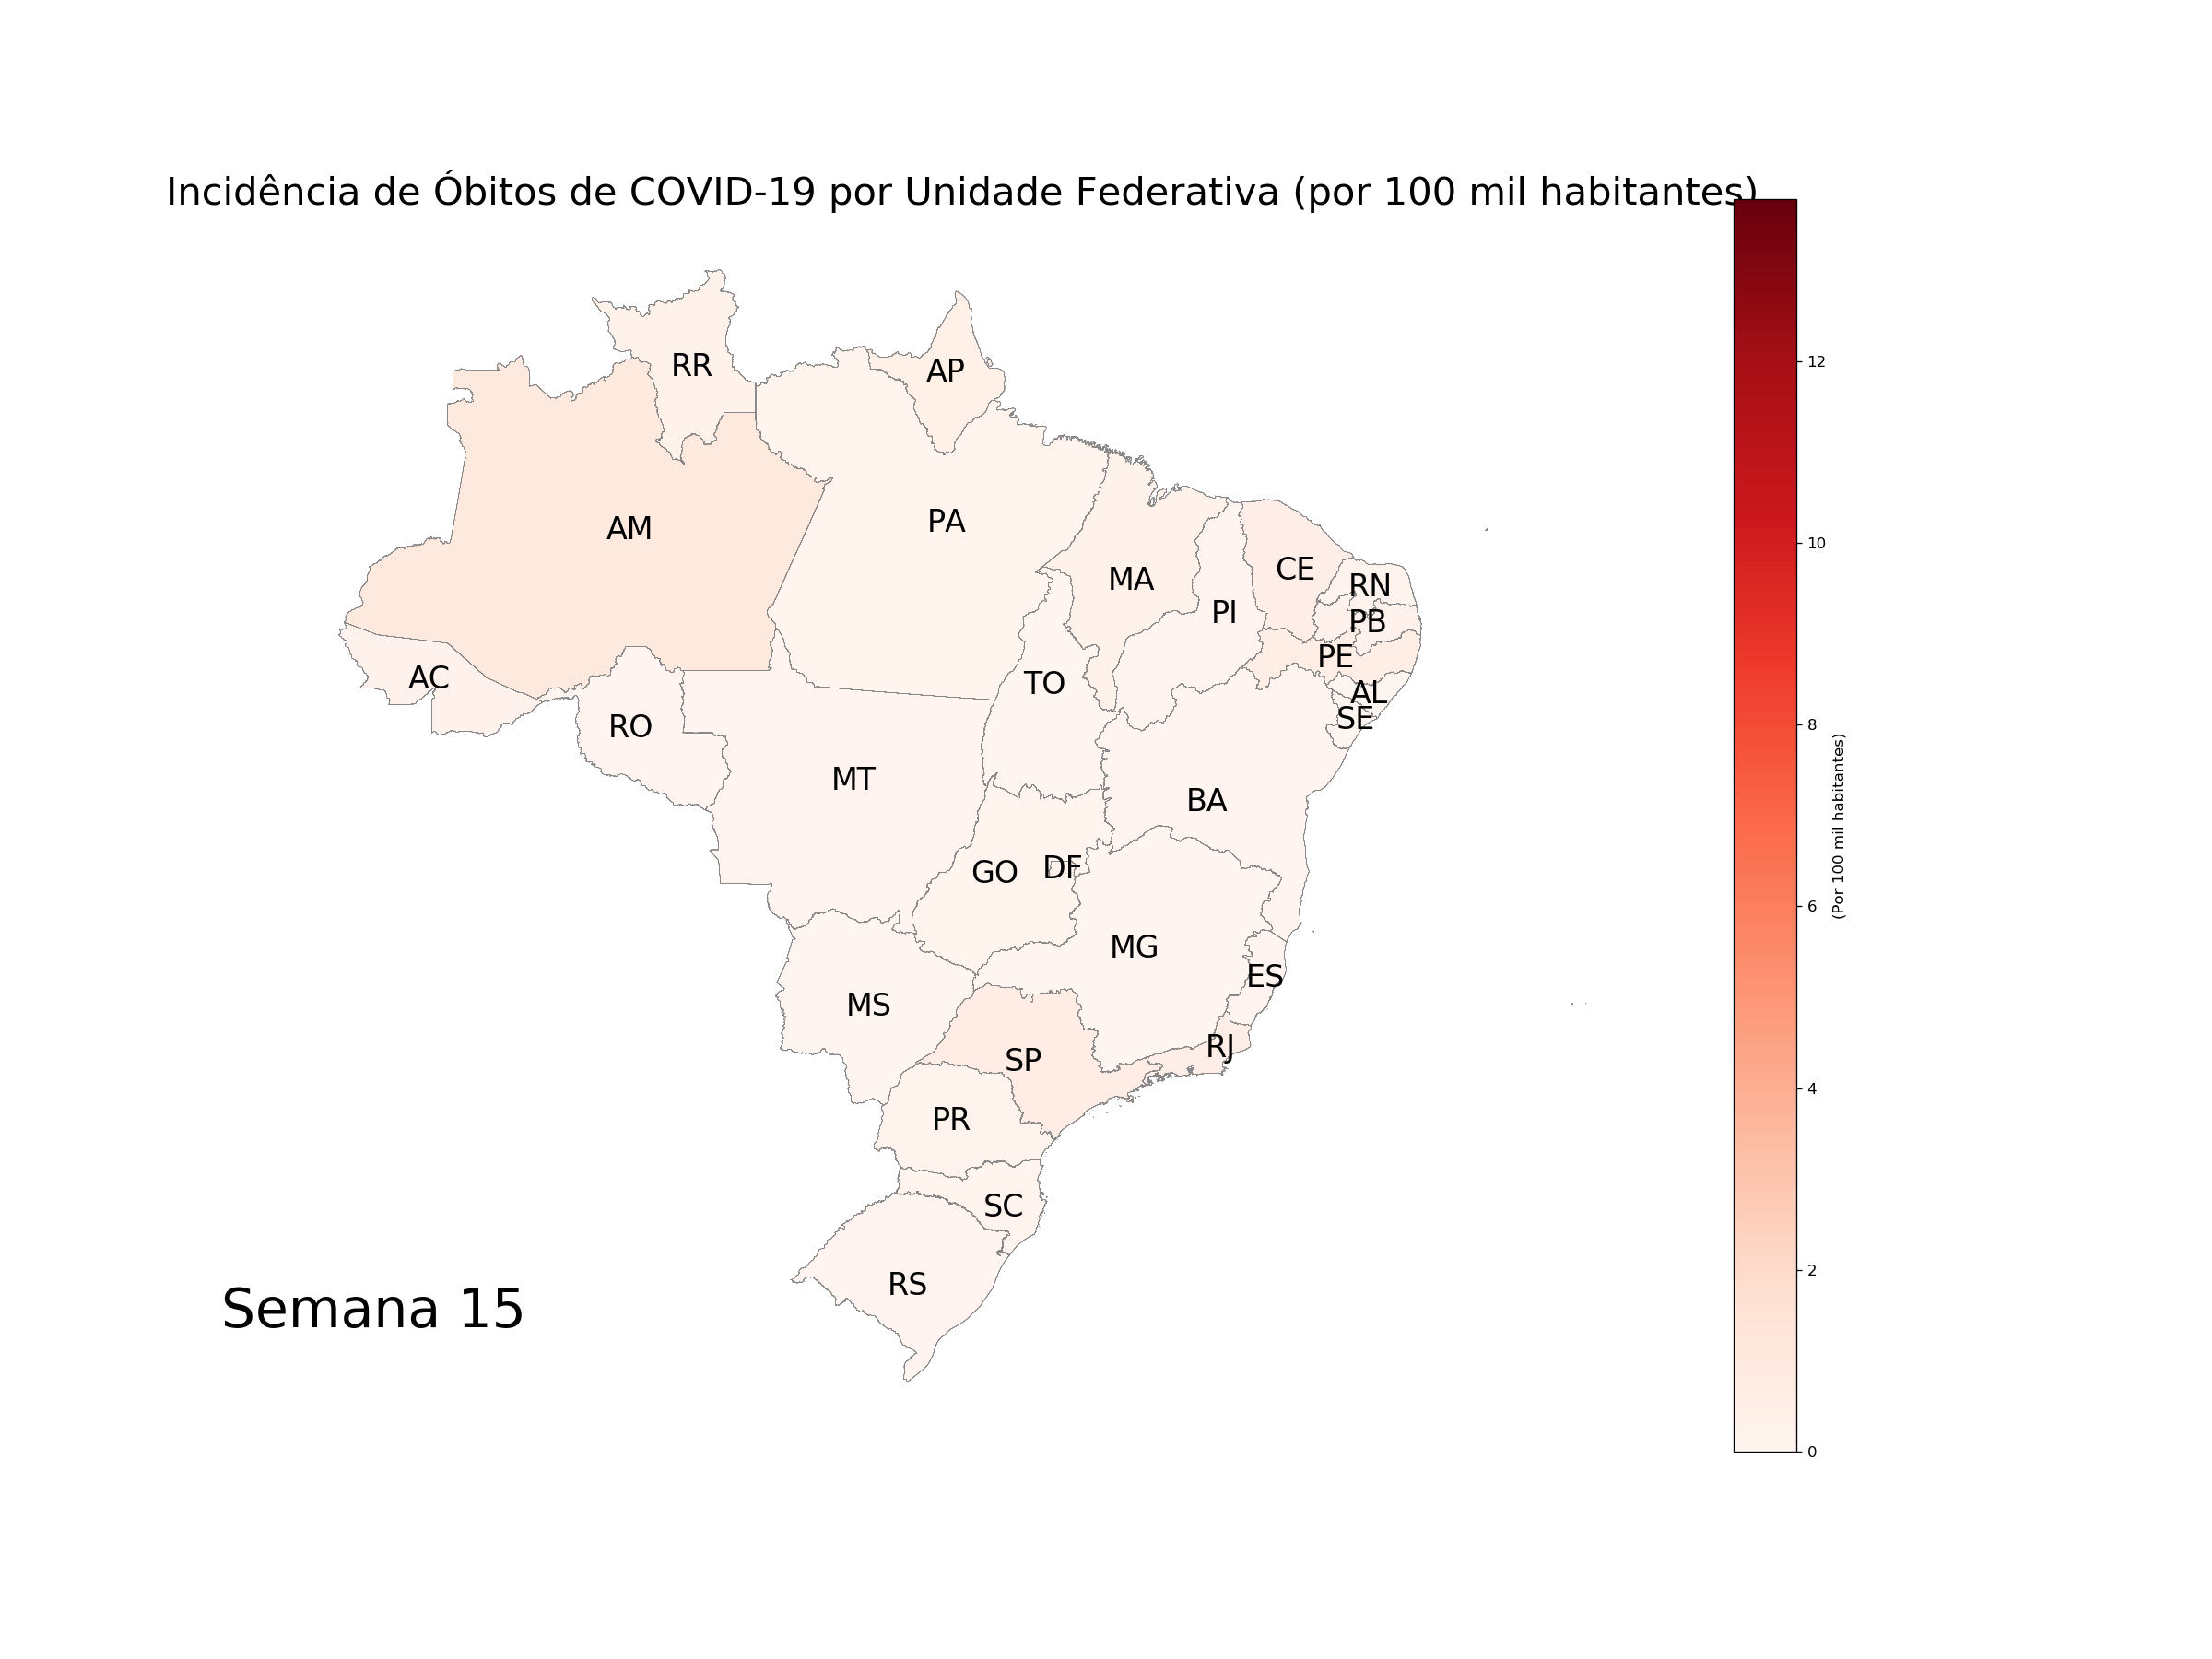 Incidência de Óbitos de COVID-19 por Unidade Federativa (por 100 mil habitantes)
RR
AP
AM
PA
MA
CE
RN
PI
PB
PE
AC
TO
AL
SE
RO
MT
BA
GO
DF
MG
ES
MS
RJ
SP
PR
SC
RS
Semana 15
12
10
8
6
4
2
0
(Por 100 mil habitantes)